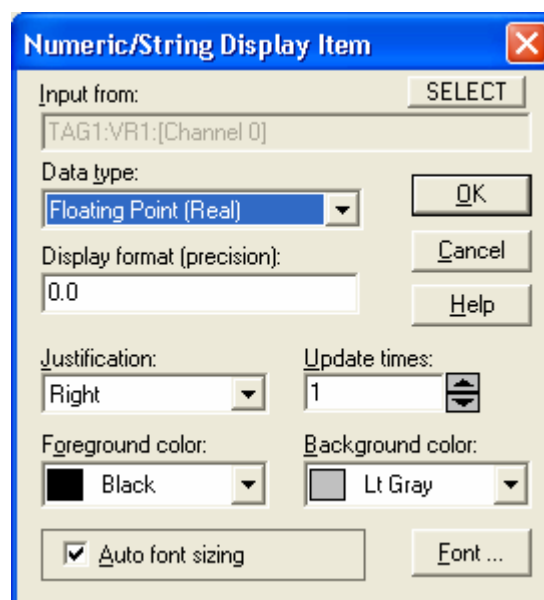 Numeric/String Display Item
Input from:
SELECT
TAG1:VR1:[Channel 0]
Data type:
Floating Point (Real)
OK
Display format (precision):
Cancel
0.0
Help
Justification:
Update times:
Right
1
Foreground color:
Background color:
Black
Lt Gray
Auto font sizing
Font ...